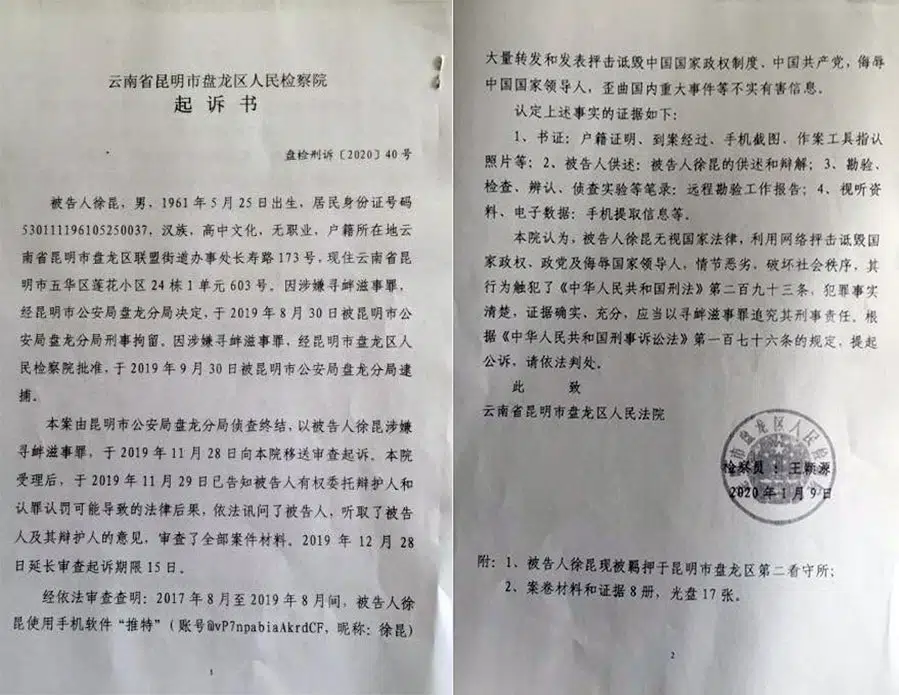 云南省昆明市盘龙区人民检察院
起诉书
盘检刑诉〔2020〕40号
被告人徐昆，男，1961年5月25日出生，居民身份证号码
530111196105250037，汉族，高中文化，无职业，户籍所在地云
南省昆明市盘龙区联盟街道办事处长寿路173号，现住云南省昆
明市五华区莲花小区24栋1单元603号。因涉嫌寻衅滋事罪，
经昆明市公安局盘龙分局决定，于2019年8月30日被昆明市公
安局盘龙分局刑事拘留。因涉嫌寻衅滋事罪，经昆明市盘龙区人
民检察院批准，于2019年9月30日被昆明市公安局盘龙分局逮
捕。
本案由昆明市公安局盘龙分局侦查终结，以被告人徐昆涉嫌
寻衅滋事罪，于2019年11月28日向本院移送审查起诉。本院
受理后，于2019年11月29日已告知被告人有权委托辩护人和
认罪认罚可能导致的法律后果，依法讯问了被告人，听取了被告
人及其辩护人的意见，审查了全部案件材料。2019年12月28
日延长审查起诉期限15日。
经依法审查查明：2017年8月至2019年8月间，被告人徐
昆使用手机软件“推特”（账号@vP7npabiaAkrdCF，昵称：徐昆）
1
大量转发和发表抨击诋毁中国国家政权制度、中国共产党，侮辱
中国国家领导人，歪曲国内重大事件等不实有害信息。
认定上述事实的证据如下：
1、书证：户籍证明、到案经过、手机截图、作案工具指认
照片等；2、被告人供述：被告人徐昆的供述和辩解；3、勘验、
检查、辨认、侦查实验等笔录：远程勘验工作报告；4、视听资
料、电子数据：手机提取信息等。
本院认为，被告人徐昆无视国家法律，利用网络抨击诋毁国
家政权、政党及侮辱国家领导人，情节恶劣，破坏社会秩序，其
行为触犯了《中华人民共和国刑法》第二百九十三条，犯罪事实
清楚，证据确实、充分，应当以寻衅滋事罪追究其刑事责任。根
据《中华人民共和国刑事诉讼法》第一百七十六条的规定，提起
公诉，请依法判处。
此 致
云南省昆明市盘龙区人民法院
市盘龙区人民检
检察员：王颖源
2020年1月9日
附：1、被告人徐昆现被羁押于昆明市盘龙区第二看守所；
2、案卷材料和证据8册，光盘17张。
2